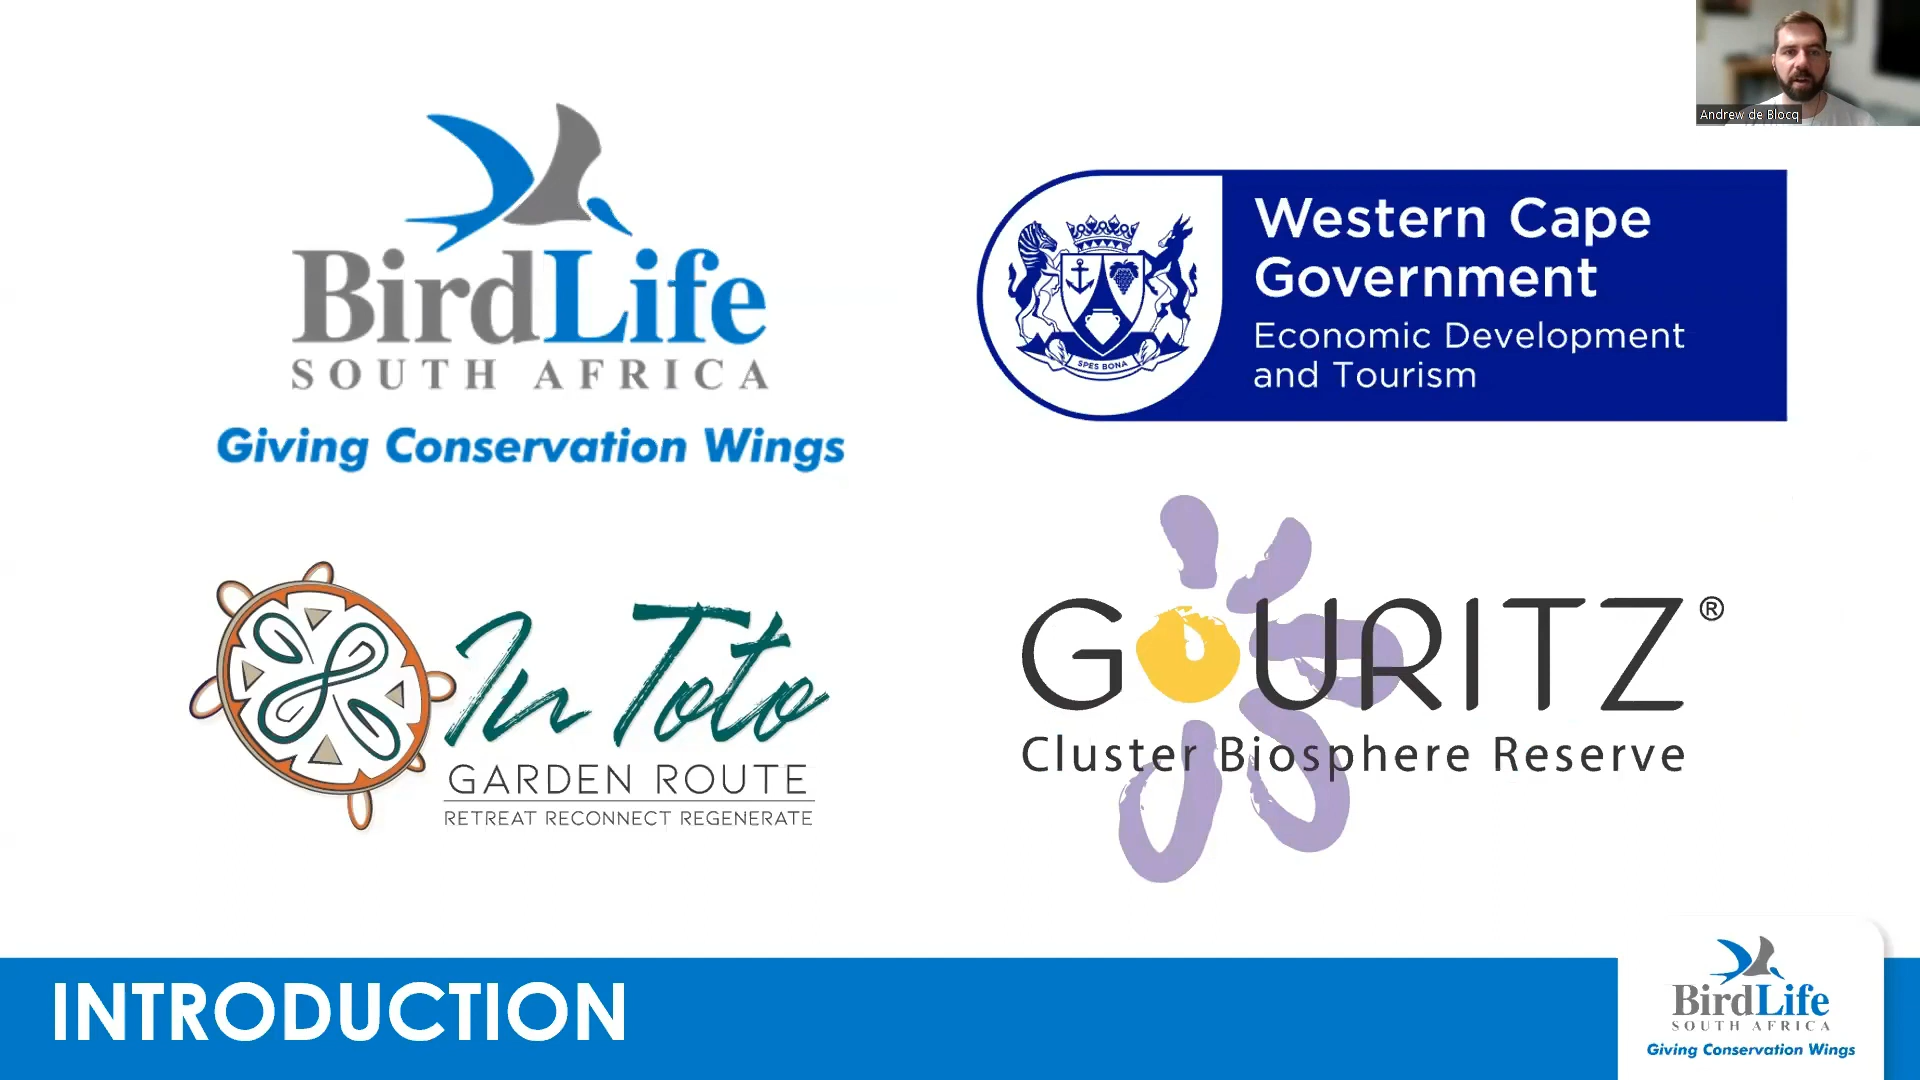 Andrew de Blocq
BirdLife
SOUTH AFRICA
Giving Conservation Wings
Western Cape
Government
Economic Development
and Tourism
SPES BONA
In Toto
GARDEN ROUTE
RETREAT RECONNECT REGENERATE
GOURITZ®
Cluster Biosphere Reserve
INTRODUCTION
BirdLife
SOUTH AFRICA
Giving Conservation Wings